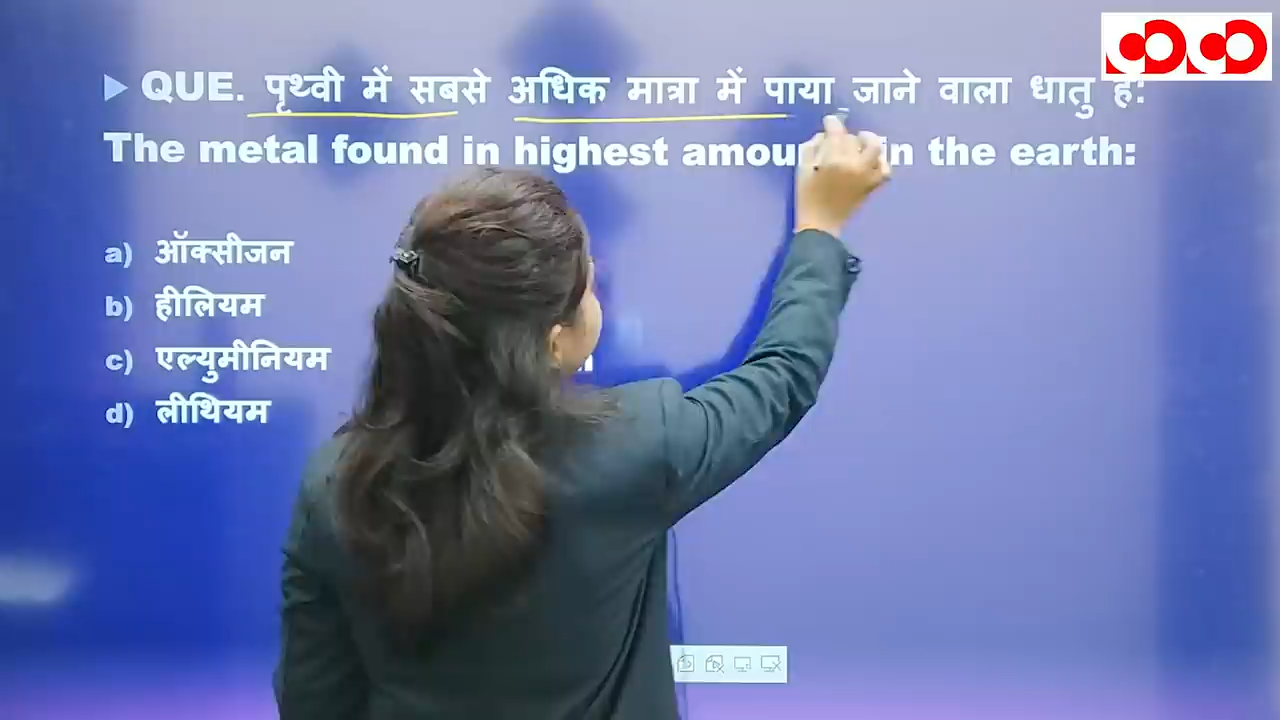 QUE. पृथ्वी में सबसे अधिक मात्रा में पाया जाने वाला धातु है:
The metal found in highest in the earth:
a) ऑक्सीजन
b) हीलियम
c) एल्युमीनियम
d) लीथियम